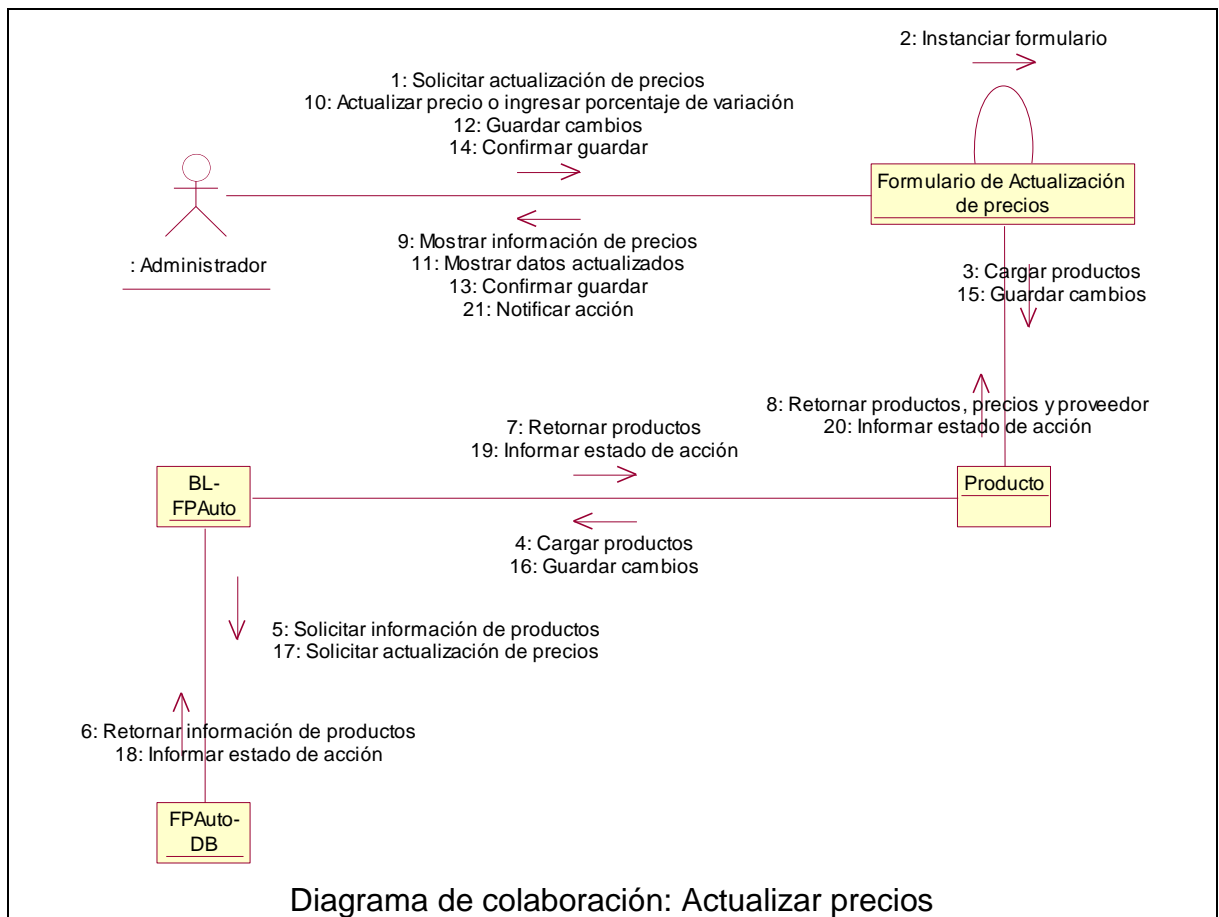 2: Instanciar formulario
1: Solicitar actualización de precios
10: Actualizar precio o ingresar porcentaje de variación
12: Guardar cambios
14: Confirmar guardar
Formulario de Actualización
de precios
: Administrador
9: Mostrar información de precios
11: Mostrar datos actualizados
13: Confirmar guardar
21: Notificar acción
3: Cargar productos
15: Guardar cambios
8: Retornar productos, precios y proveedor
20: Informar estado de acción
7: Retornar productos
19: Informar estado de acción
BL-
FPAuto
Producto
4: Cargar productos
16: Guardar cambios
5: Solicitar información de productos
17: Solicitar actualización de precios
6: Retornar información de productos
18: Informar estado de acción
FPAuto-
DB
Diagrama de colaboración: Actualizar precios